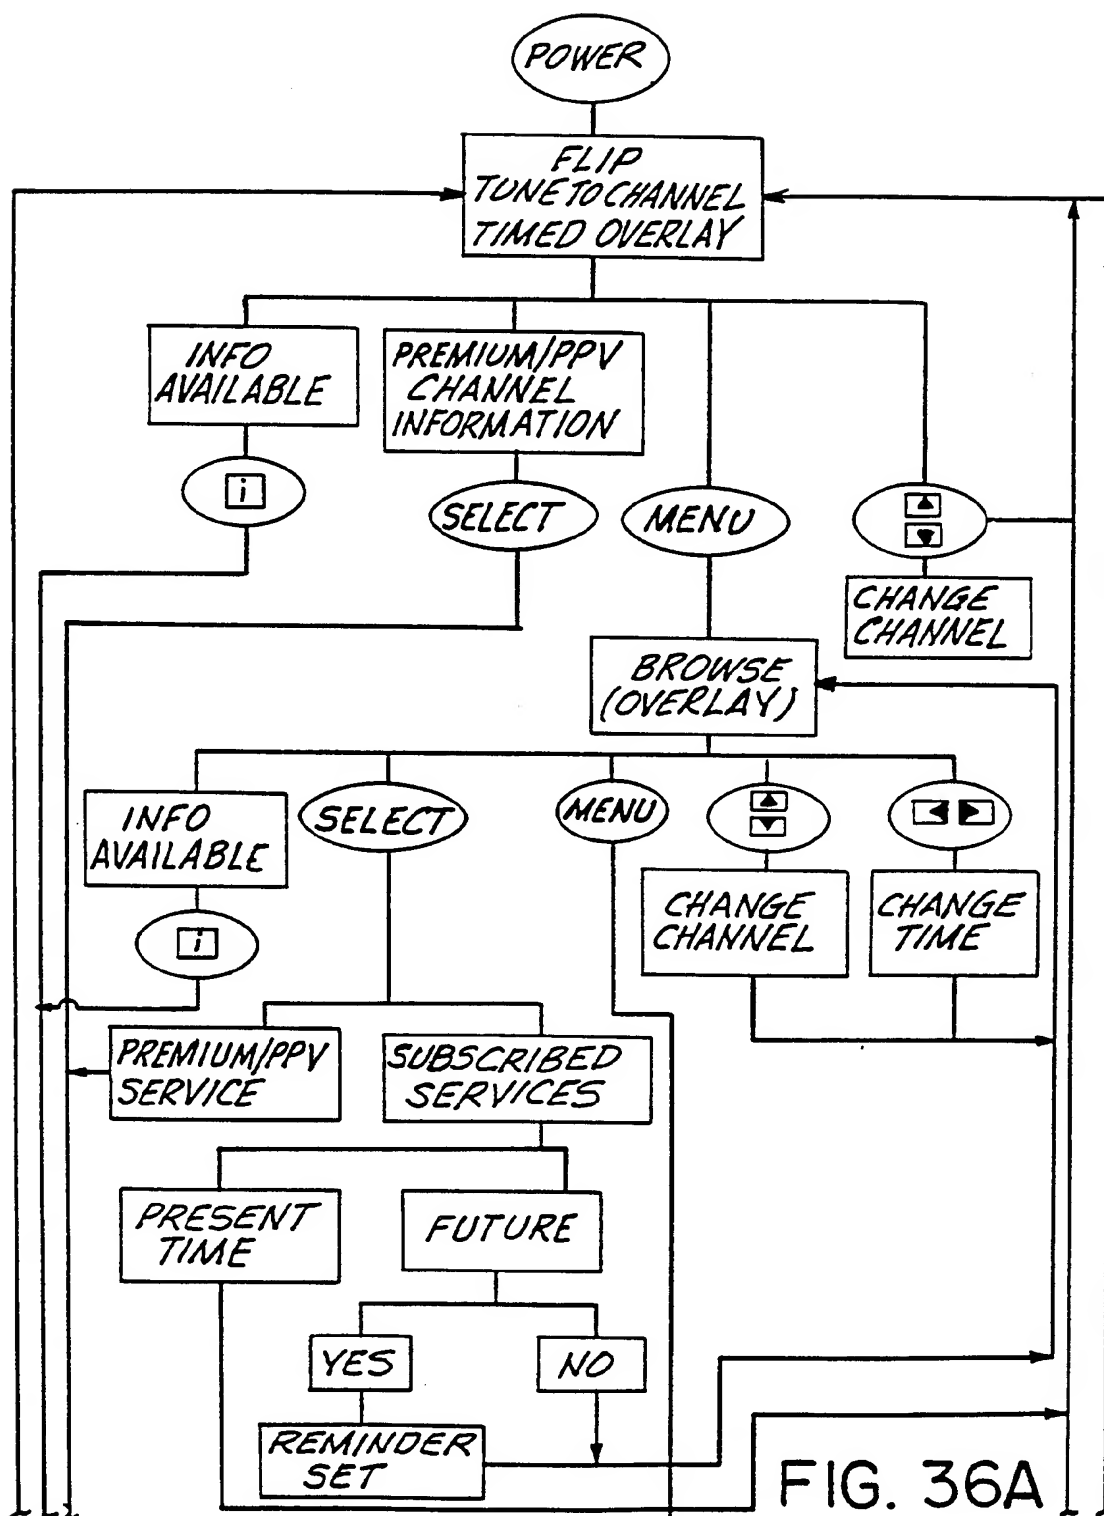 POWER
FLIP
TUNE TO CHANNEL
TIMED OVERLAY
INFO
AVAILABLE
PREMIUM/PPV
CHANNEL
INFORMATION
i
SELECT
MENU
CHANGE
CHANNEL
BROWSE
(OVERLAY)
INFO
AVAILABLE
SELECT
MENU
i
CHANGE
CHANNEL
CHANGE
TIME
PREMIUM/PPV
SERVICE
SUBSCRIBED
SERVICES
PRESENT
TIME
FUTURE
YES
NO
REMINDER
SET
FIG. 36A